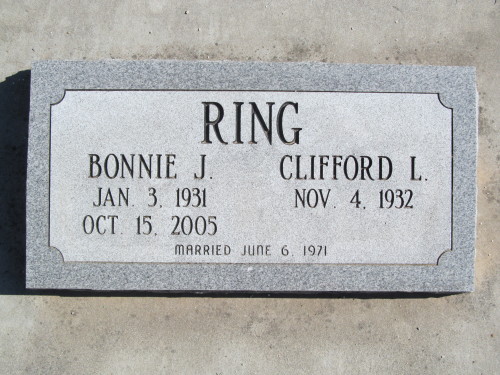 RING
BONNIE J. CLIFFORD L.
JAN. 3, 1931 NOV. 4, 1932
OCT 15, 2005
MARRIED JUNE 6, 1971